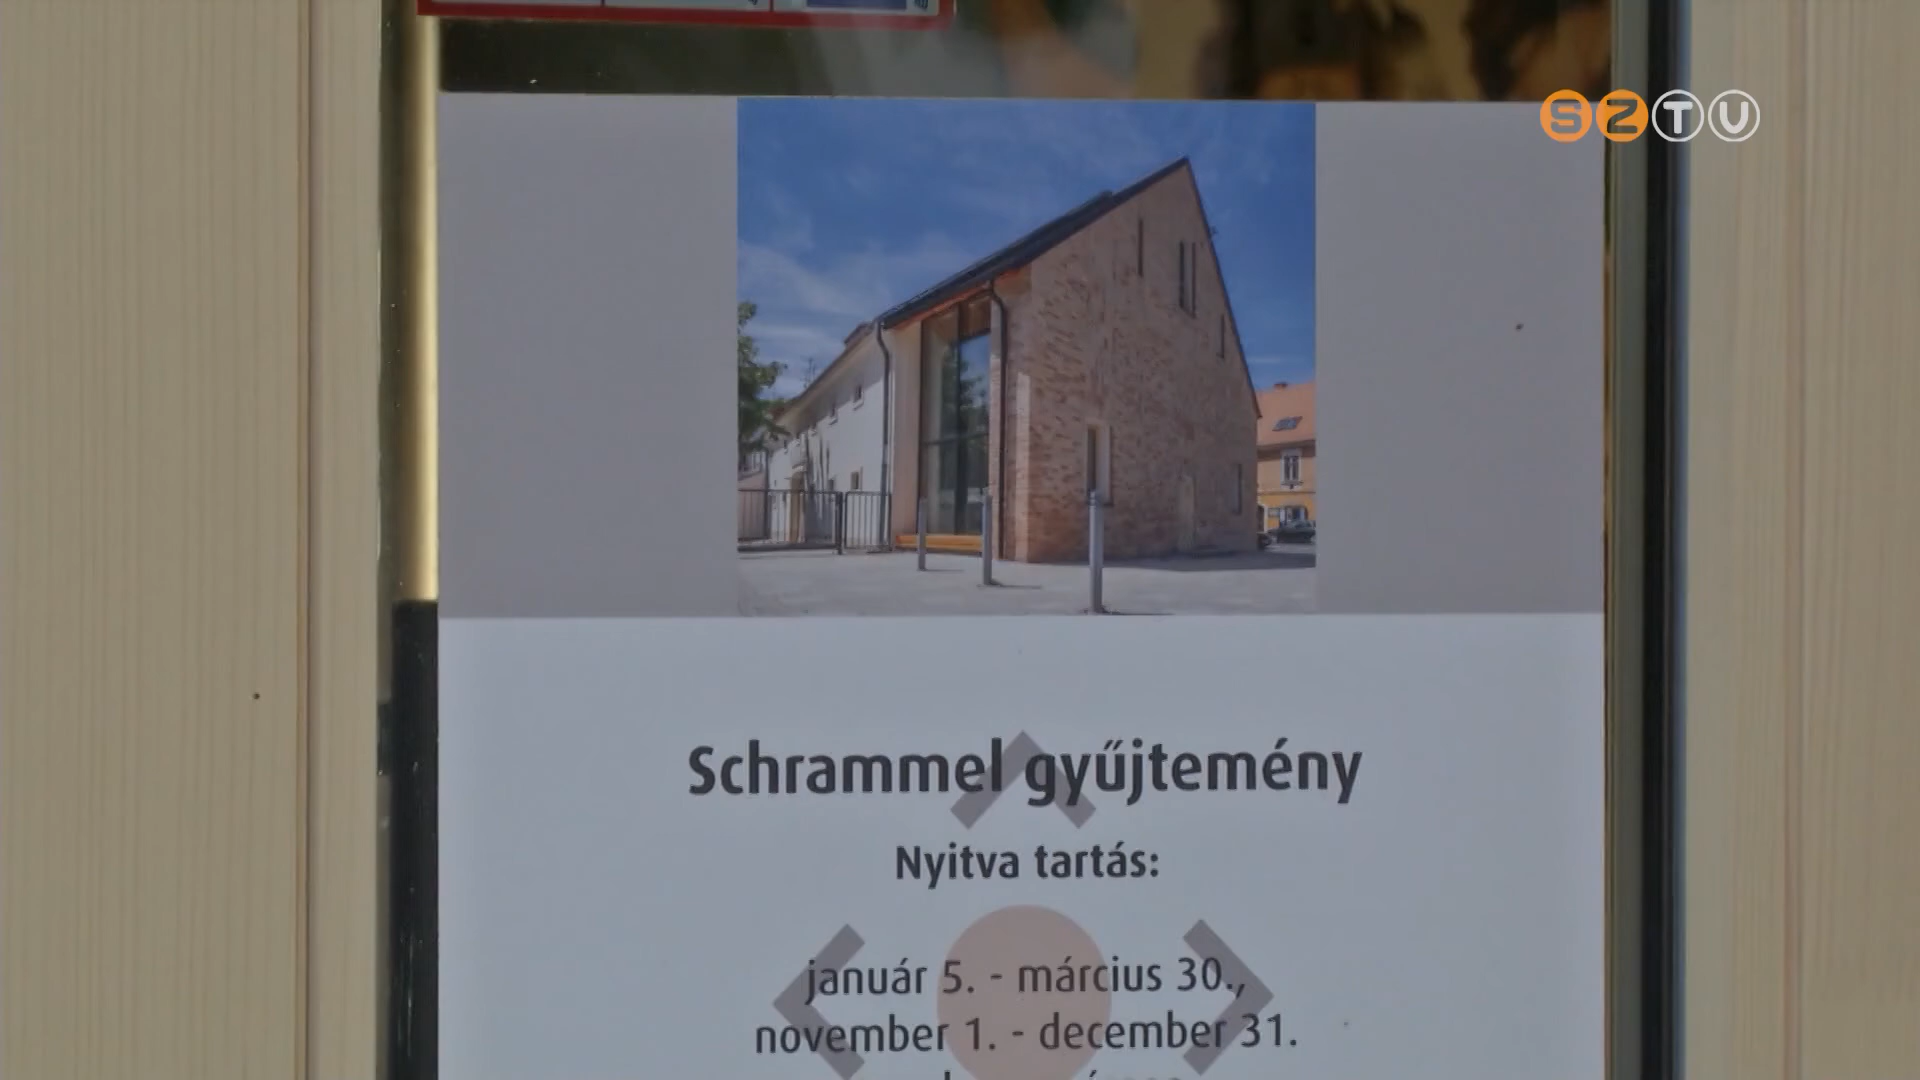 SZTV
Schrammel gyűjtemény
Nyitva tartás:
január 5. - március 30.,
november 1. - december 31.